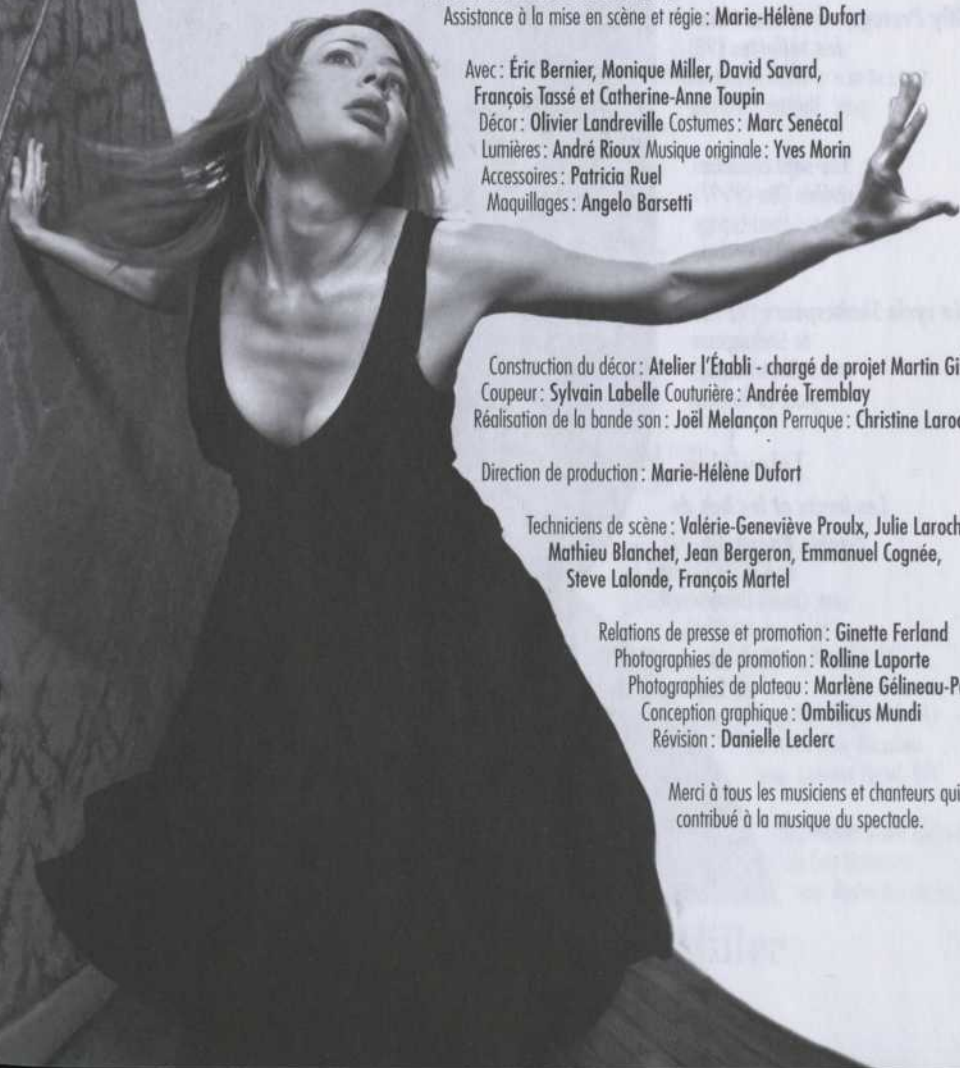 Assistance à la mise en scène et régie : Marie-Hélène Dufort
Avec : Éric Bernier, Monique Miller, David Savard,
François Tassé et Catherine-Anne Toupin
Décor : Olivier Landreville Costumes : Marc Senécal
Lumières : André Rioux Musique originale : Yves Morin
Accessoires : Patricia Ruel
Maquillages : Angelo Barsetti
Construction du décor : Atelier l'Établi - chargé de projet Martin
Coupeur : Sylvain Labelle Couturière : Andrée Tremblay
Réalisation de la bande son : Joël Melançon Perruque : Christine
Direction de production : Marie-Hélène Dufort
Techniciens de scène : Valérie-Geneviève Proulx, Julie
Mathieu Blanchet, Jean Bergeron, Emmanuel Cognée,
Steve Lalonde, François Martel
Relations de presse et promotion : Ginette Ferland
Photographies de promotion : Rolline Laporte
Photographies de plateau : Marlène
Conception graphique : Ombilicus Mundi
Révision : Danielle Leclerc
Merci à tous les musiciens et chanteurs qui
contribué à la musique du spectacle.